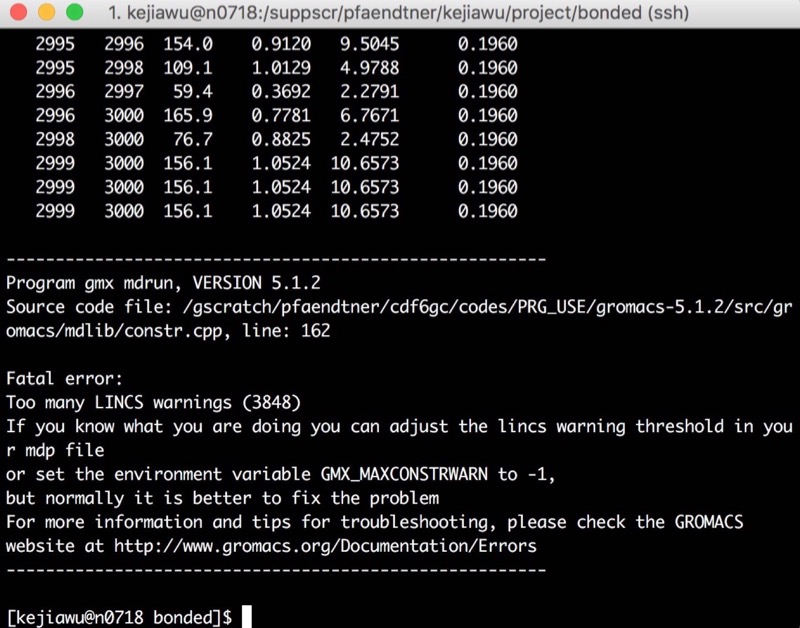 1. kejiawu@n0718:/suppscr/pfaendtner/kejiawu/project/bonded (ssh)
2995 2996 154.0 0.9120 9.5045 0.1960
2995 2998 109.1 1.0129 4.9788 0.1960
2996 2997 59.4 0.3692 2.2791 0.1960
2996 3000 165.9 0.7781 6.7671 0.1960
2998 3000 76.7 0.8825 2.4752 0.1960
2999 3000 156.1 1.0524 10.6573 0.1960
2999 3000 156.1 1.0524 10.6573 0.1960
2999 3000 156.1 1.0524 10.6573 0.1960
-------------------------------------------------------
Program gmx mdrun, VERSION 5.1.2
Source code file: /gscratch/pfaendtner/cdf6gc/codes/PRG_USE/gromacs-5.1.2/src/gr
omacs/mdlib/constr.cpp, line: 162
Fatal error:
Too many LINCS warnings (3848)
If you know what you are doing you can adjust the lincs warning threshold in you
r mdp file
or set the environment variable GMX_MAXCONSTRWARN to -1,
but normally it is better to fix the problem
For more information and tips for troubleshooting, please check the GROMACS
website at http://www.gromacs.org/Documentation/Errors
-------------------------------------------------------
[kejiawu@n0718 bonded]$